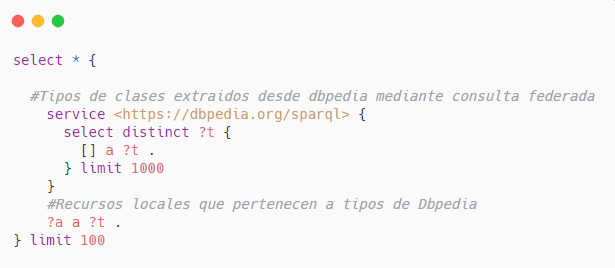 select * {
#Tipos de clases extraidos desde dbpedia mediante consulta federada
service <https://dbpedia.org/sparql> {
select distinct ?t {
[] a ?t .
} limit 1000
}
#Recursos locales que pertenecen a tipos de Dbpedia
?a a ?t .
} limit 100